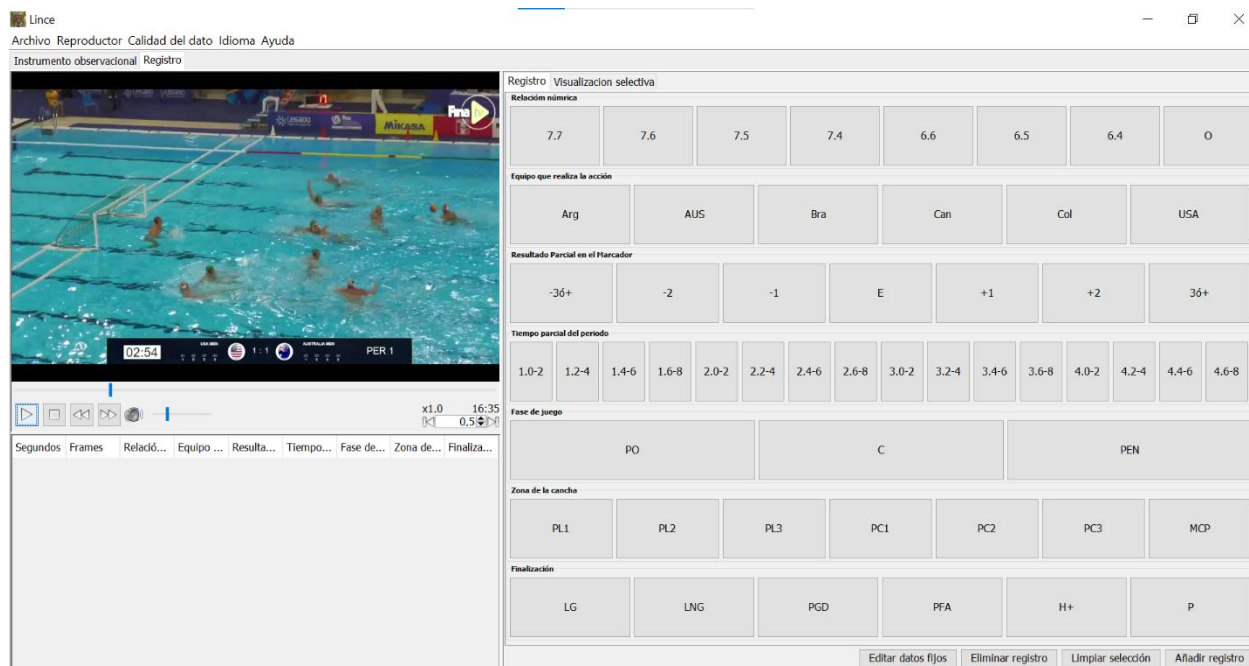 Lince
Archivo Reproductor Calidad del dato Idioma Ayuda
Instrumento observacional Registro
Fina
LEGADO
MIKASA
02:54
USA MEN
1 : 1
AUSTRALIA MEN
PER 1
x1.0 16:35
0,5
Segundos Frames Relació... Equipo ... Resulta... Tiempo... Fase de... Zona de... Finaliza...
Registro Visualizacion selectiva
Relación númrica
7.7 7.6 7.5 7.4 6.6 6.5 6.4 O
Equipo que realiza la acción
Arg AUS Bra Can Col USA
Resultado Parcial en el Marcador
-3ó+ -2 -1 E +1 +2 3ó+
Tiempo parcial del periodo
1.0-2 1.2-4 1.4-6 1.6-8 2.0-2 2.2-4 2.4-6 2.6-8 3.0-2 3.2-4 3.4-6 3.6-8 4.0-2 4.2-4 4.4-6 4.6-8
Fase de juego
PO C PEN
Zona de la cancha
PL1 PL2 PL3 PC1 PC2 PC3 MCP
Finalización
LG LNG PGD PFA H+ P
Editar datos fijos Eliminar registro Limpiar selección Añadir registro